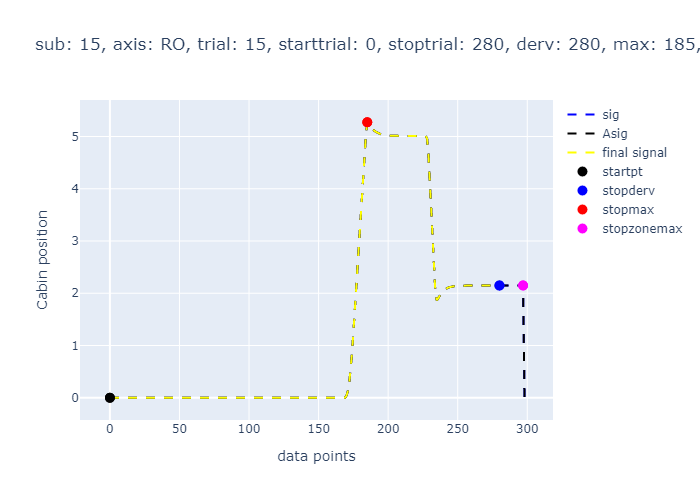 sub: 15, axis: RO, trial: 15, starttrial: 0, stoptrial: 280, derv: 280, max: 185,
sig
Asig
final signal
startpt
stopderv
stopmax
stopzonemax
Cabin position
5
4
3
2
1
0
0 50 100 150 200 250 300
data points